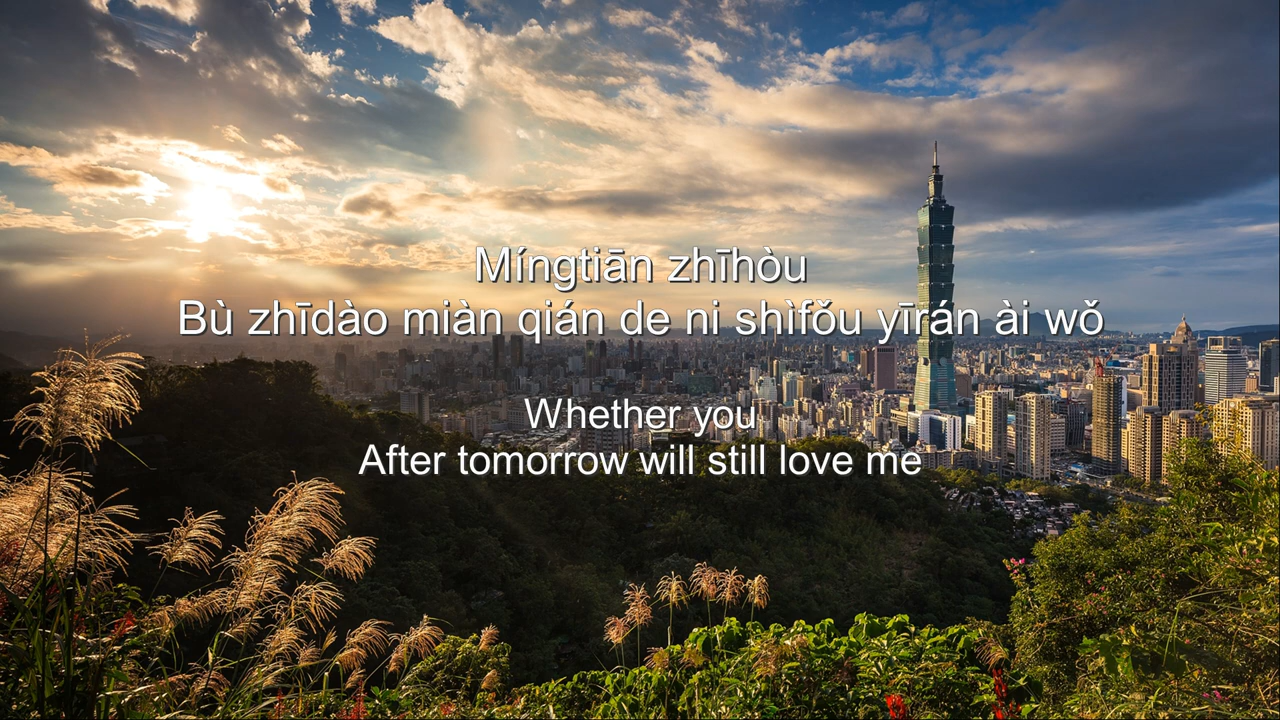 Míngtiān zhīhòu
Bù zhīdào miàn qián de ni shìfǒu yīrán ài wǒ
Whether you
After tomorrow will still love me